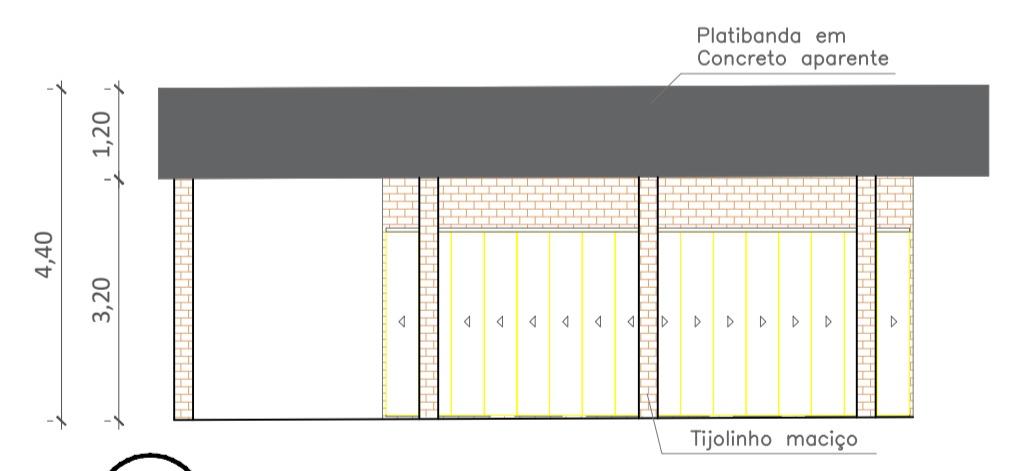 Platibanda em
Concreto aparente
1,20
4,40
3,20
Tijolinho maciço